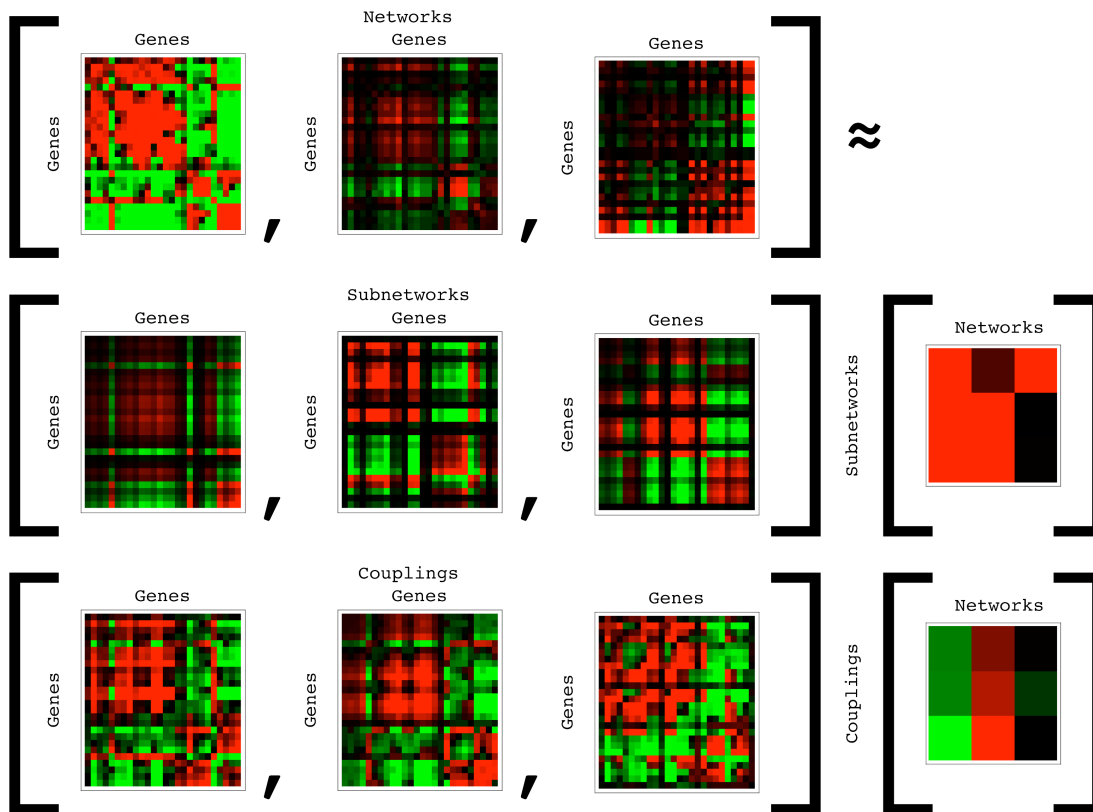 Networks
Genes Genes Genes
Genes Genes Genes
, , ≈
Subnetworks
Genes Genes Genes Networks
Genes Genes Genes Subnetworks
, ,
Couplings
Genes Genes Genes Networks
Genes Genes Genes Couplings
, ,